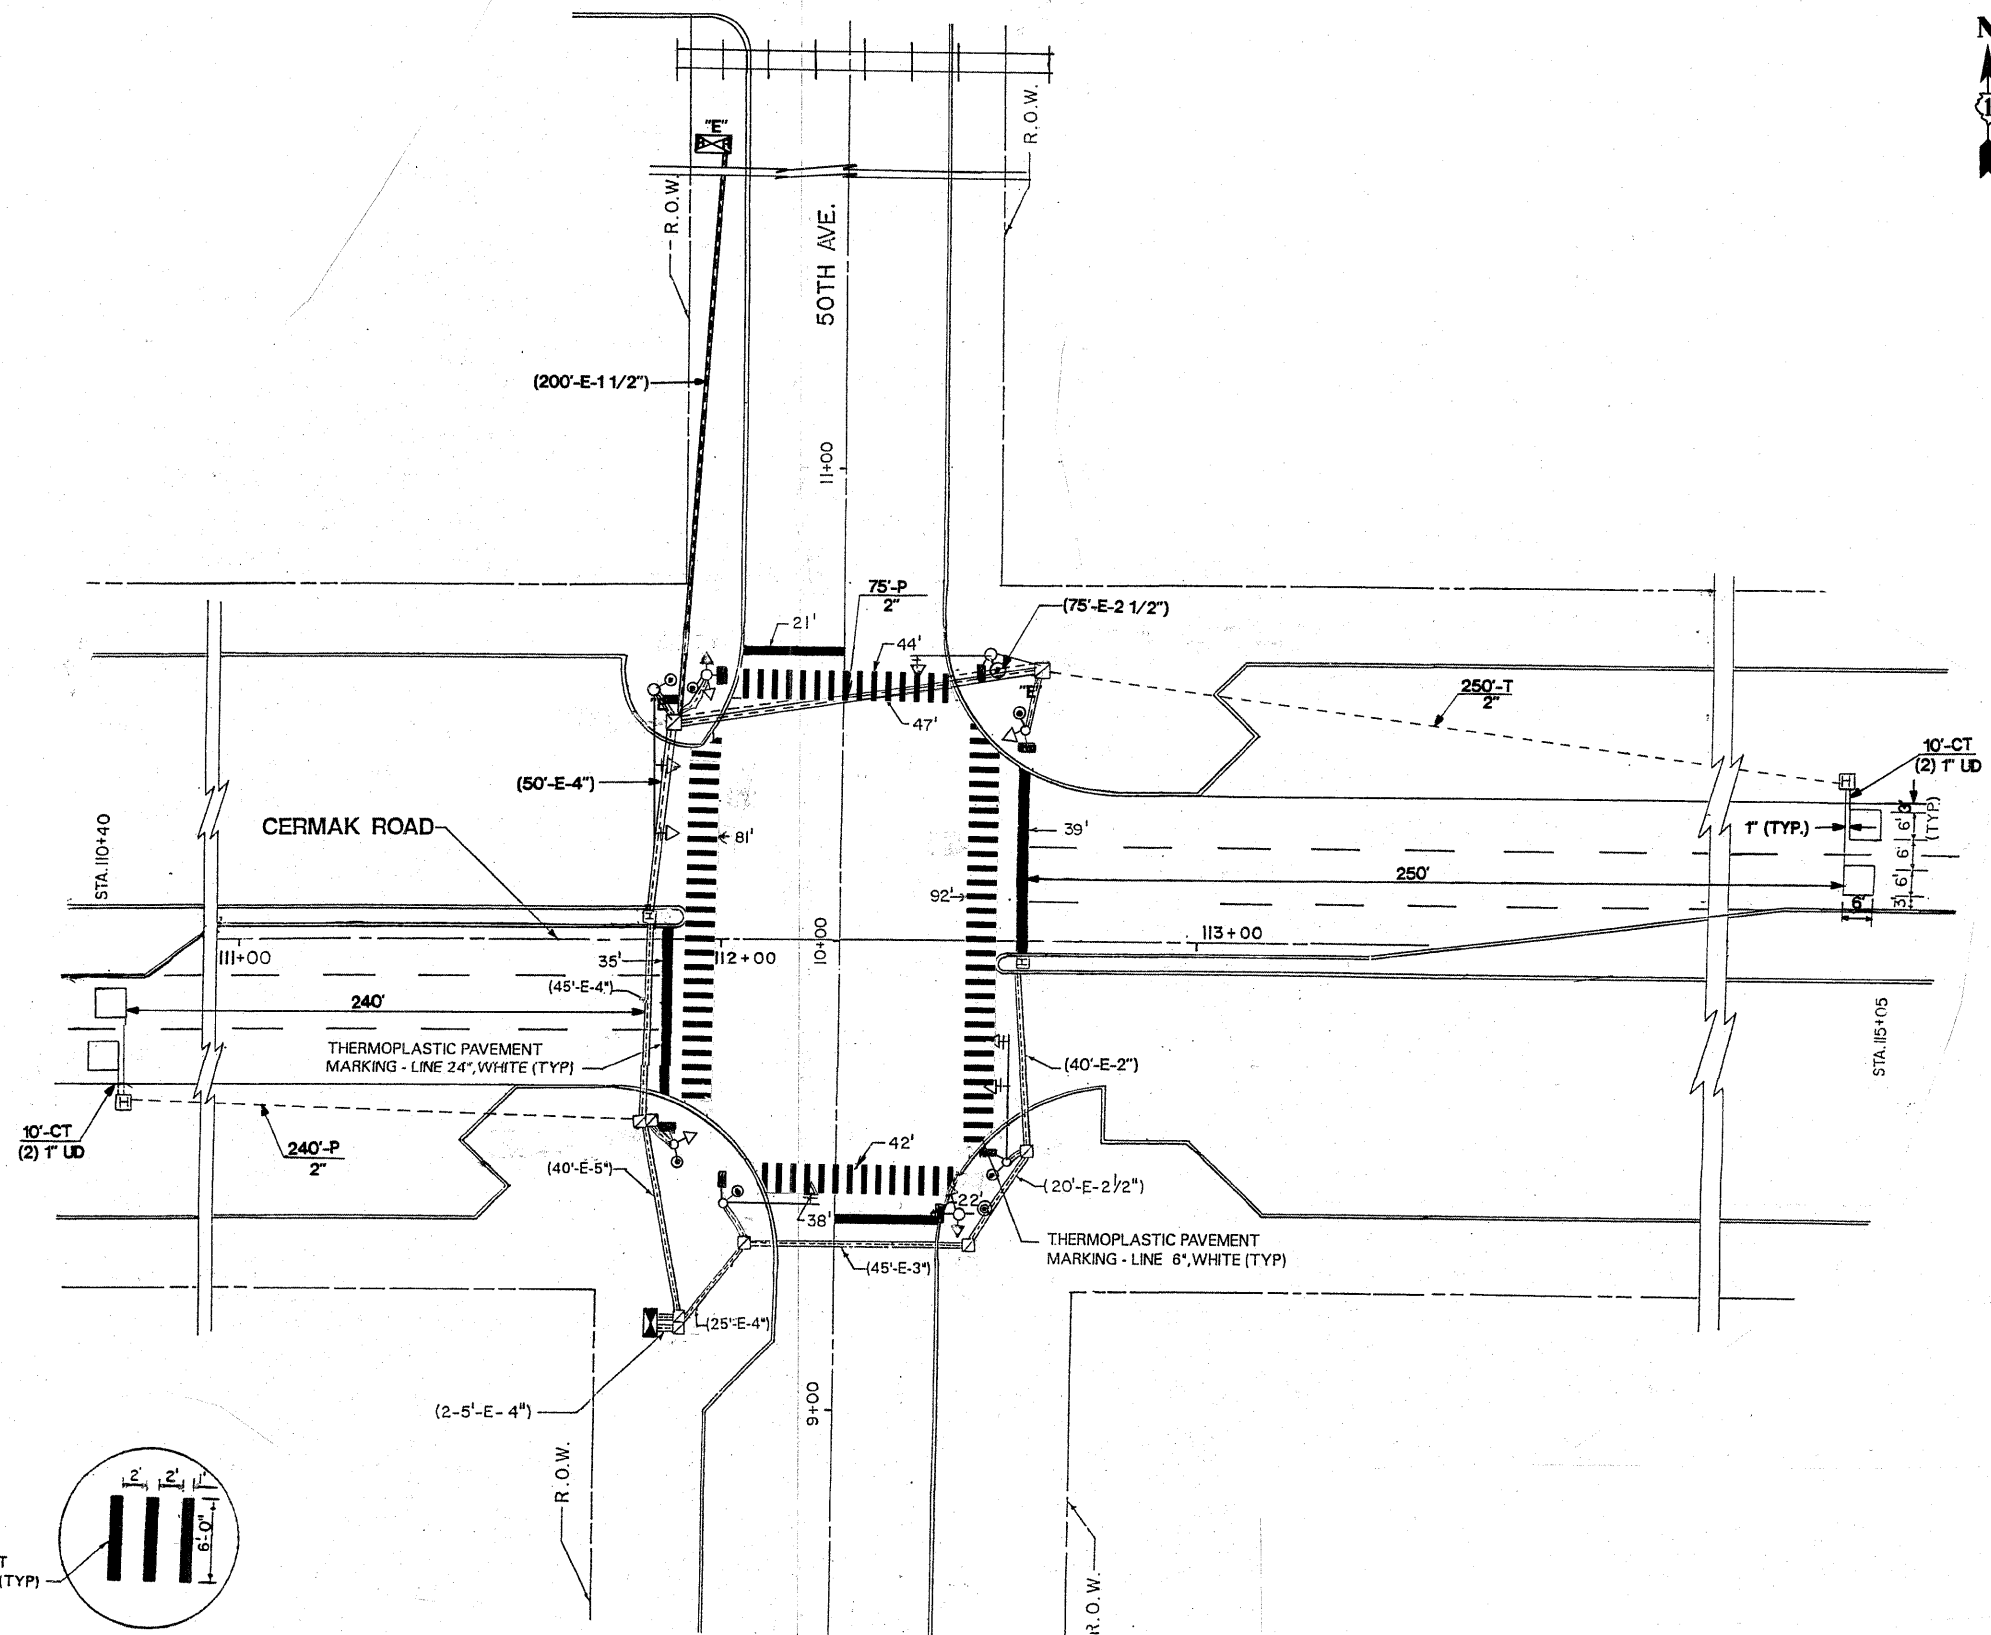 N
1
"E"
R.O.W.
R.O.W.
50TH AVE.
(200'-E-1 1/2")
11+00
75'-P
2"
(75'-E-2 1/2")
21'
44'
"E"
"E"
47'
250'-T
2"
10'-CT
(2) 1" UD
(50'-E-4")
CERMAK ROAD
81'
39'
1" (TYP.)
3'
6'
(TYP.)
6'
6'
3'
6'
250'
STA. 110+40
92'
111+00
35'
112+00
10+00
113+00
(45'-E-4")
240'
THERMOPLASTIC PAVEMENT
MARKING - LINE 24", WHITE (TYP)
(40'-E-2")
STA. 115+05
10'-CT
(2) 1" UD
240'-P
2"
42'
(40'-E-5")
(20'-E-2 1/2")
22'
38'
THERMOPLASTIC PAVEMENT
MARKING - LINE 6", WHITE (TYP)
(45'-E-3")
(25'-E-4")
(2-5'-E-4")
9+00
R.O.W.
R.O.W.
2'
2'
1'
6'-0"
T
(TYP)